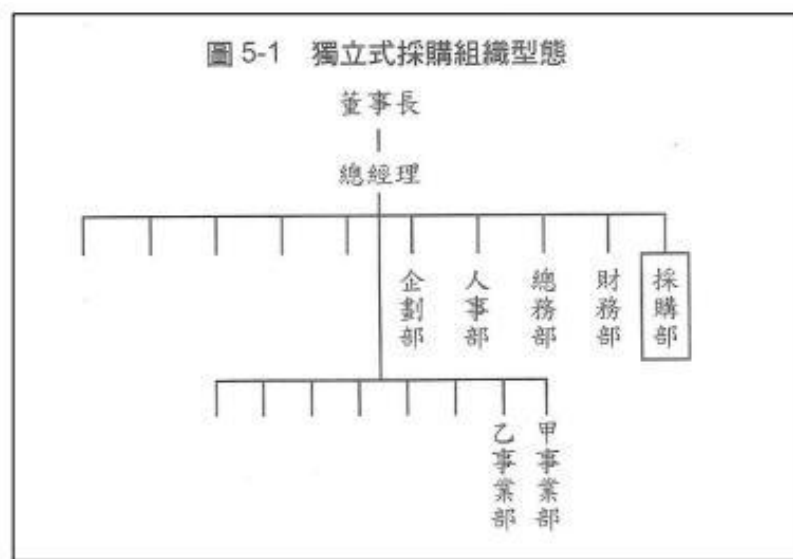 圖 5-1 獨立式採購組織型態
董事長
總經理
企劃部
人事部
總務部
財務部
採購部
乙事業部
甲事業部